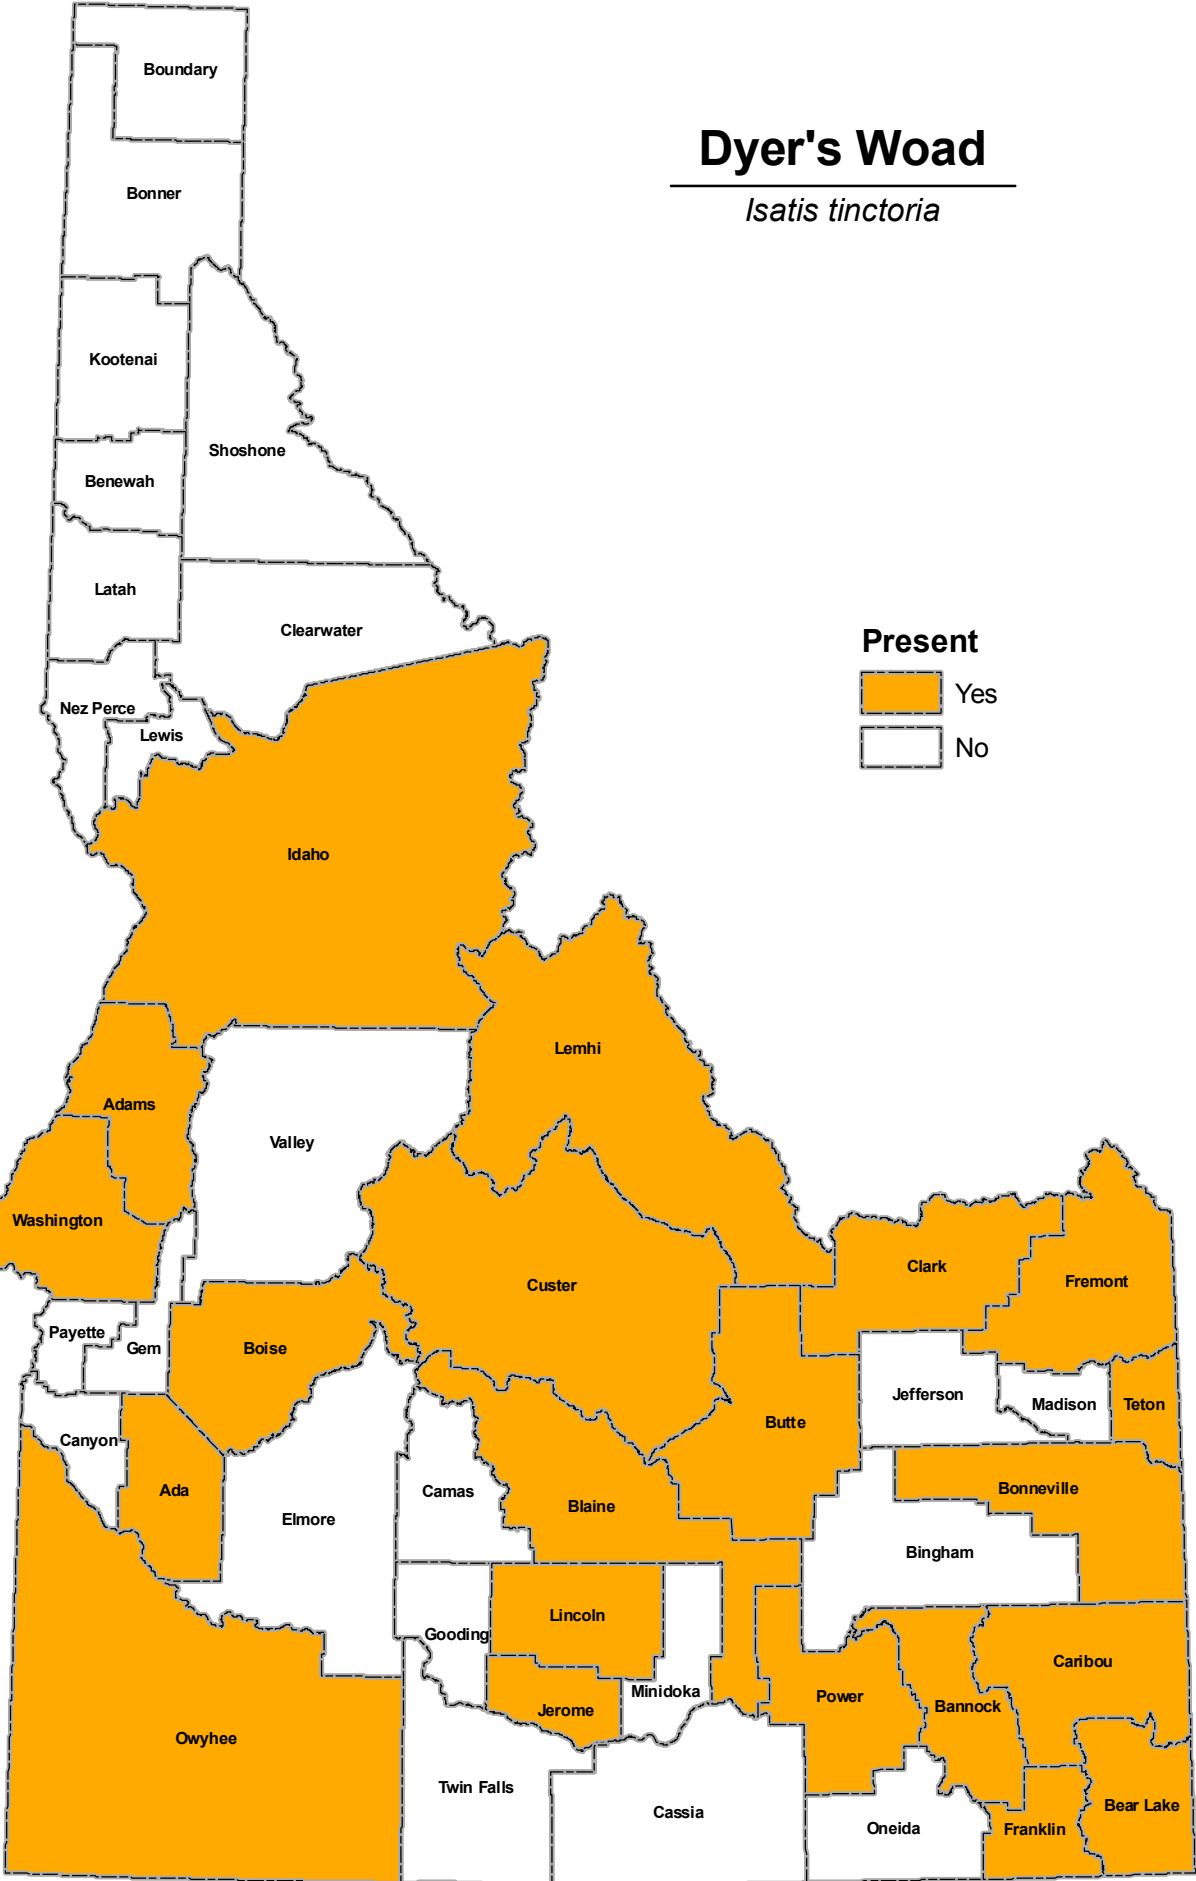 Boundary
Dyer's Woad
Isatis tinctoria
Bonner
Kootenai
Shoshone
Benewah
Latah
Clearwater
Present
Yes
No
Nez Perce
Lewis
Idaho
Lemhi
Adams
Valley
Washington
Custer
Clark
Fremont
Payette
Gem
Boise
Jefferson
Madison
Teton
Butte
Canyon
Ada
Camas
Blaine
Bonneville
Elmore
Bingham
Lincoln
Gooding
Caribou
Minidoka
Power
Bannock
Jerome
Owyhee
Twin Falls
Cassia
Bear Lake
Oneida
Franklin